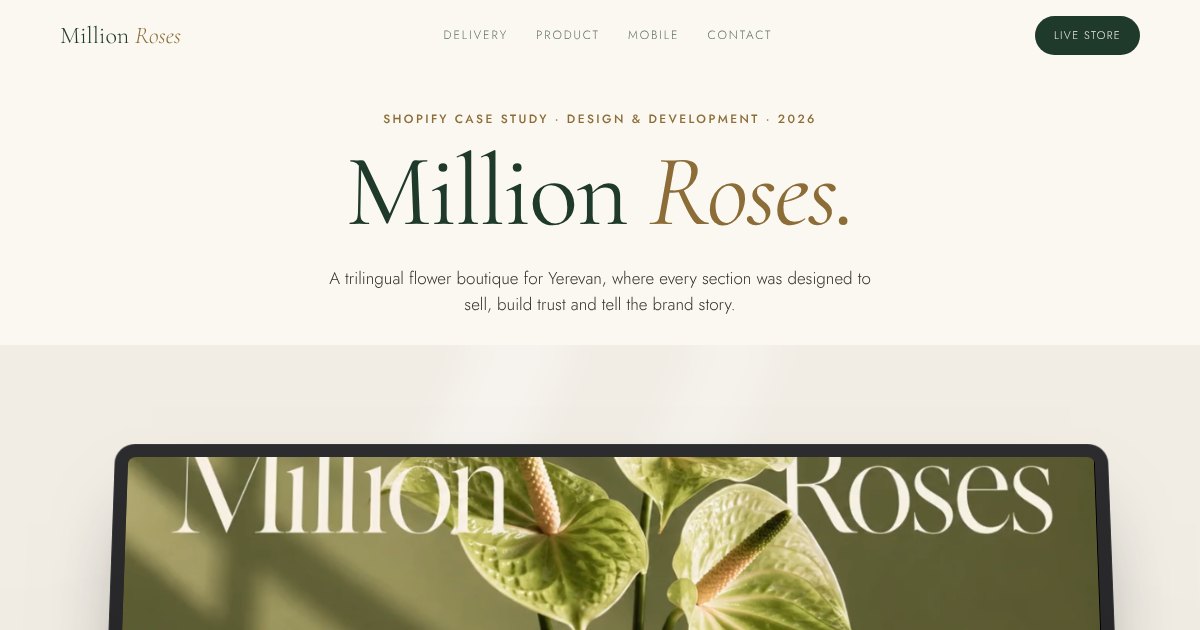 Million Roses
DELIVERY
PRODUCT
MOBILE
CONTACT
LIVE STORE
SHOPIFY CASE STUDY · DESIGN & DEVELOPMENT · 2026
Million Roses.
A trilingual flower boutique for Yerevan, where every section was designed to
sell, build trust and tell the brand story.
Million Roses